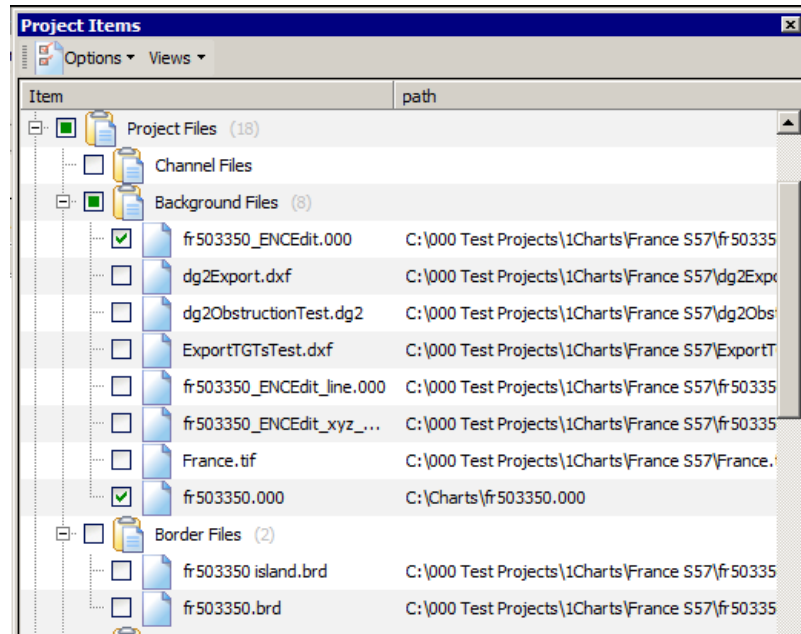 Project Items
Options Views
Item path
Project Files (18)
Channel Files
Background Files (8)
fr503350_ENCEdit.000 C:\000 Test Projects\1Charts\France S57\fr50335
dg2Export.dxf C:\000 Test Projects\1Charts\France S57\dg2Expo
dg2ObstructionTest.dg2 C:\000 Test Projects\1Charts\France S57\dg2Obs
ExportTGTsTest.dxf C:\000 Test Projects\1Charts\France S57\ExportT
fr503350_ENCEdit_line.000 C:\000 Test Projects\1Charts\France S57\fr50335
fr503350_ENCEdit_xyz_... C:\000 Test Projects\1Charts\France S57\fr50335
France.tif C:\000 Test Projects\1Charts\France S57\France.
fr503350.000 C:\Charts\fr503350.000
Border Files (2)
fr503350 island.brd C:\000 Test Projects\1Charts\France S57\fr50335
fr503350.brd C:\000 Test Projects\1Charts\France S57\fr50335